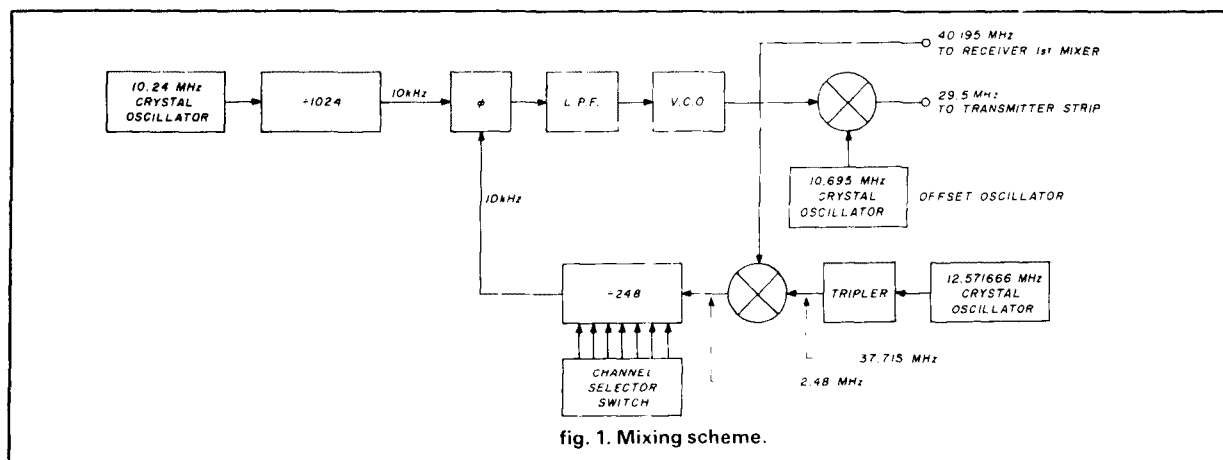 40.195 MHz
TO RECEIVER 1st MIXER
10.24 MHz
CRYSTAL
OSCILLATOR
÷1024
10kHz
φ
L.P.F.
V.C.O
29.5 MHz
TO TRANSMITTER STRIP
10.695 MHz
CRYSTAL
OSCILLATOR
OFFSET OSCILLATOR
10kHz
÷248
TRIPLER
12.571666 MHz
CRYSTAL
OSCILLATOR
CHANNEL
SELECTOR
SWITCH
37.715 MHz
2.48 MHz
fig. 1. Mixing scheme.